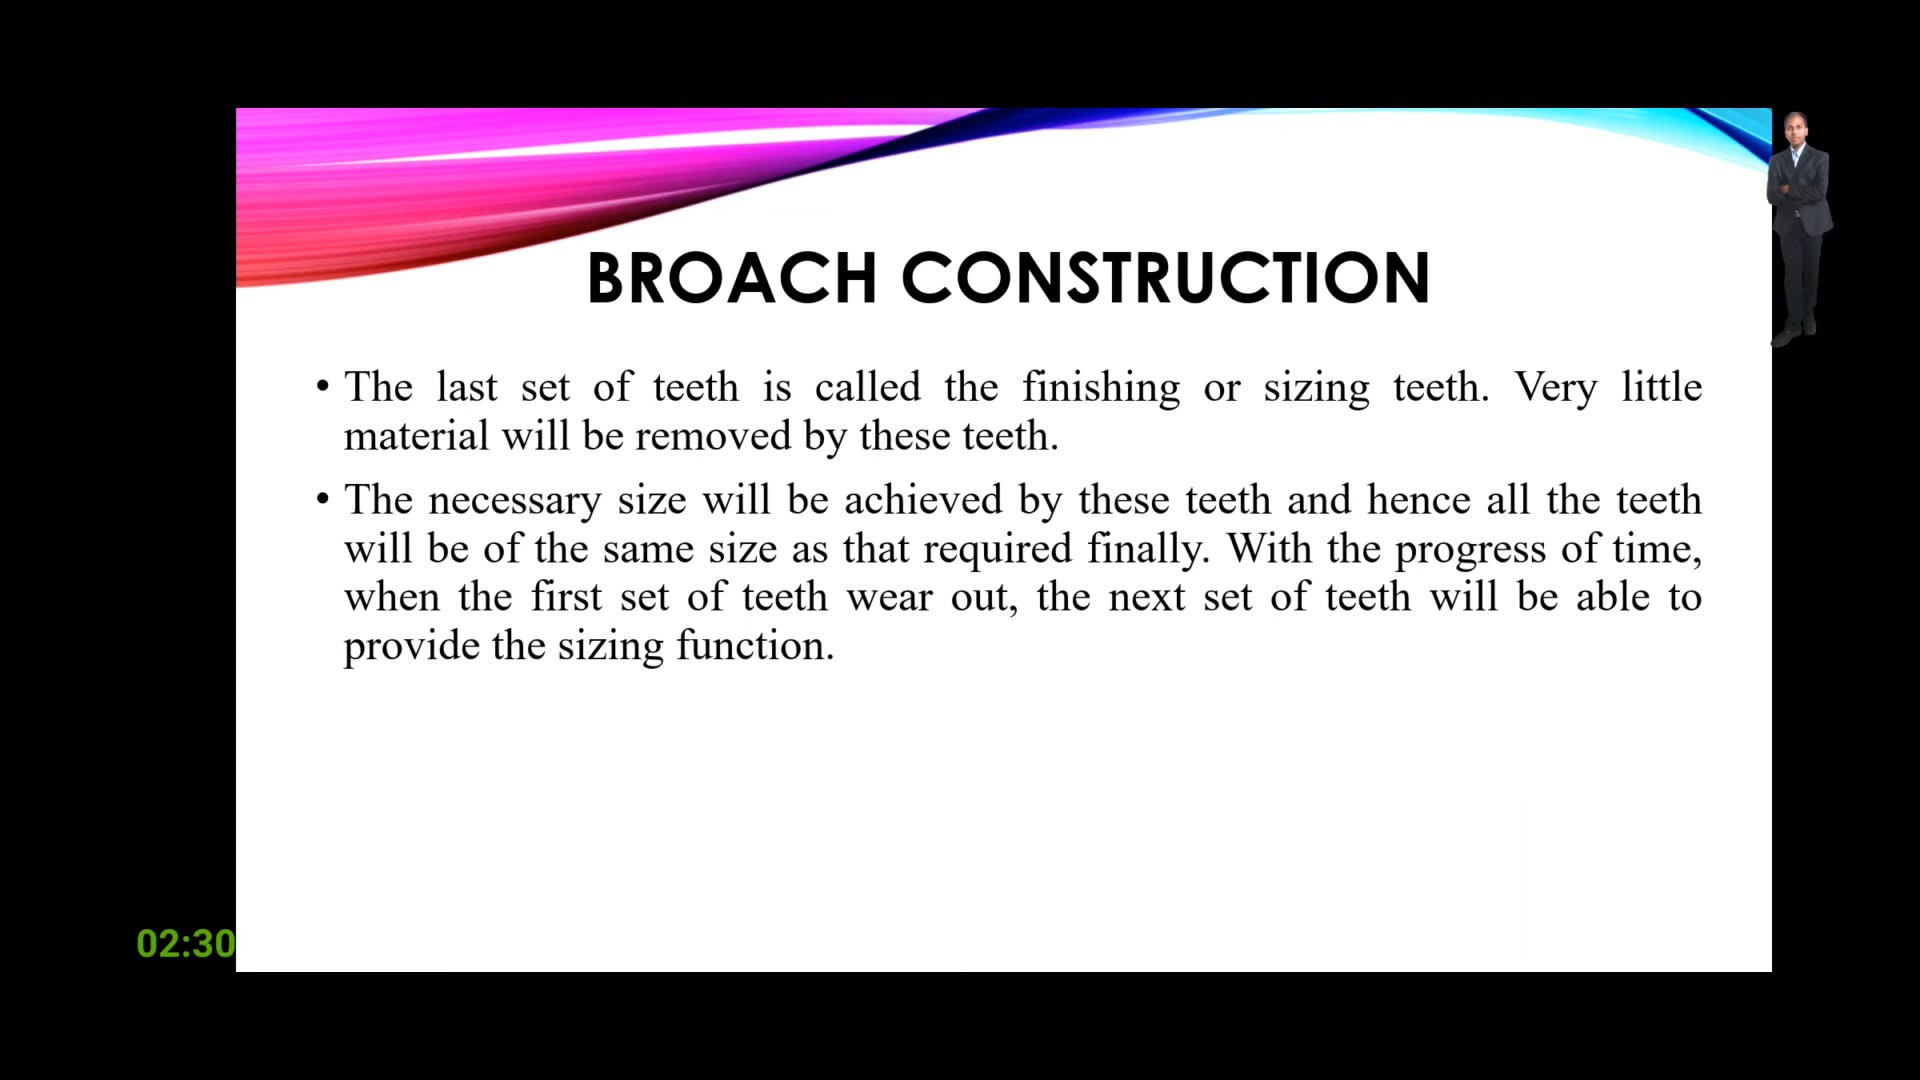 BROACH CONSTRUCTION
• The last set of teeth is called the finishing or sizing teeth. Very little
material will be removed by these teeth.
• The necessary size will be achieved by these teeth and hence all the teeth
will be of the same size as that required finally. With the progress of time,
when the first set of teeth wear out, the next set of teeth will be able to
provide the sizing function.
02:30